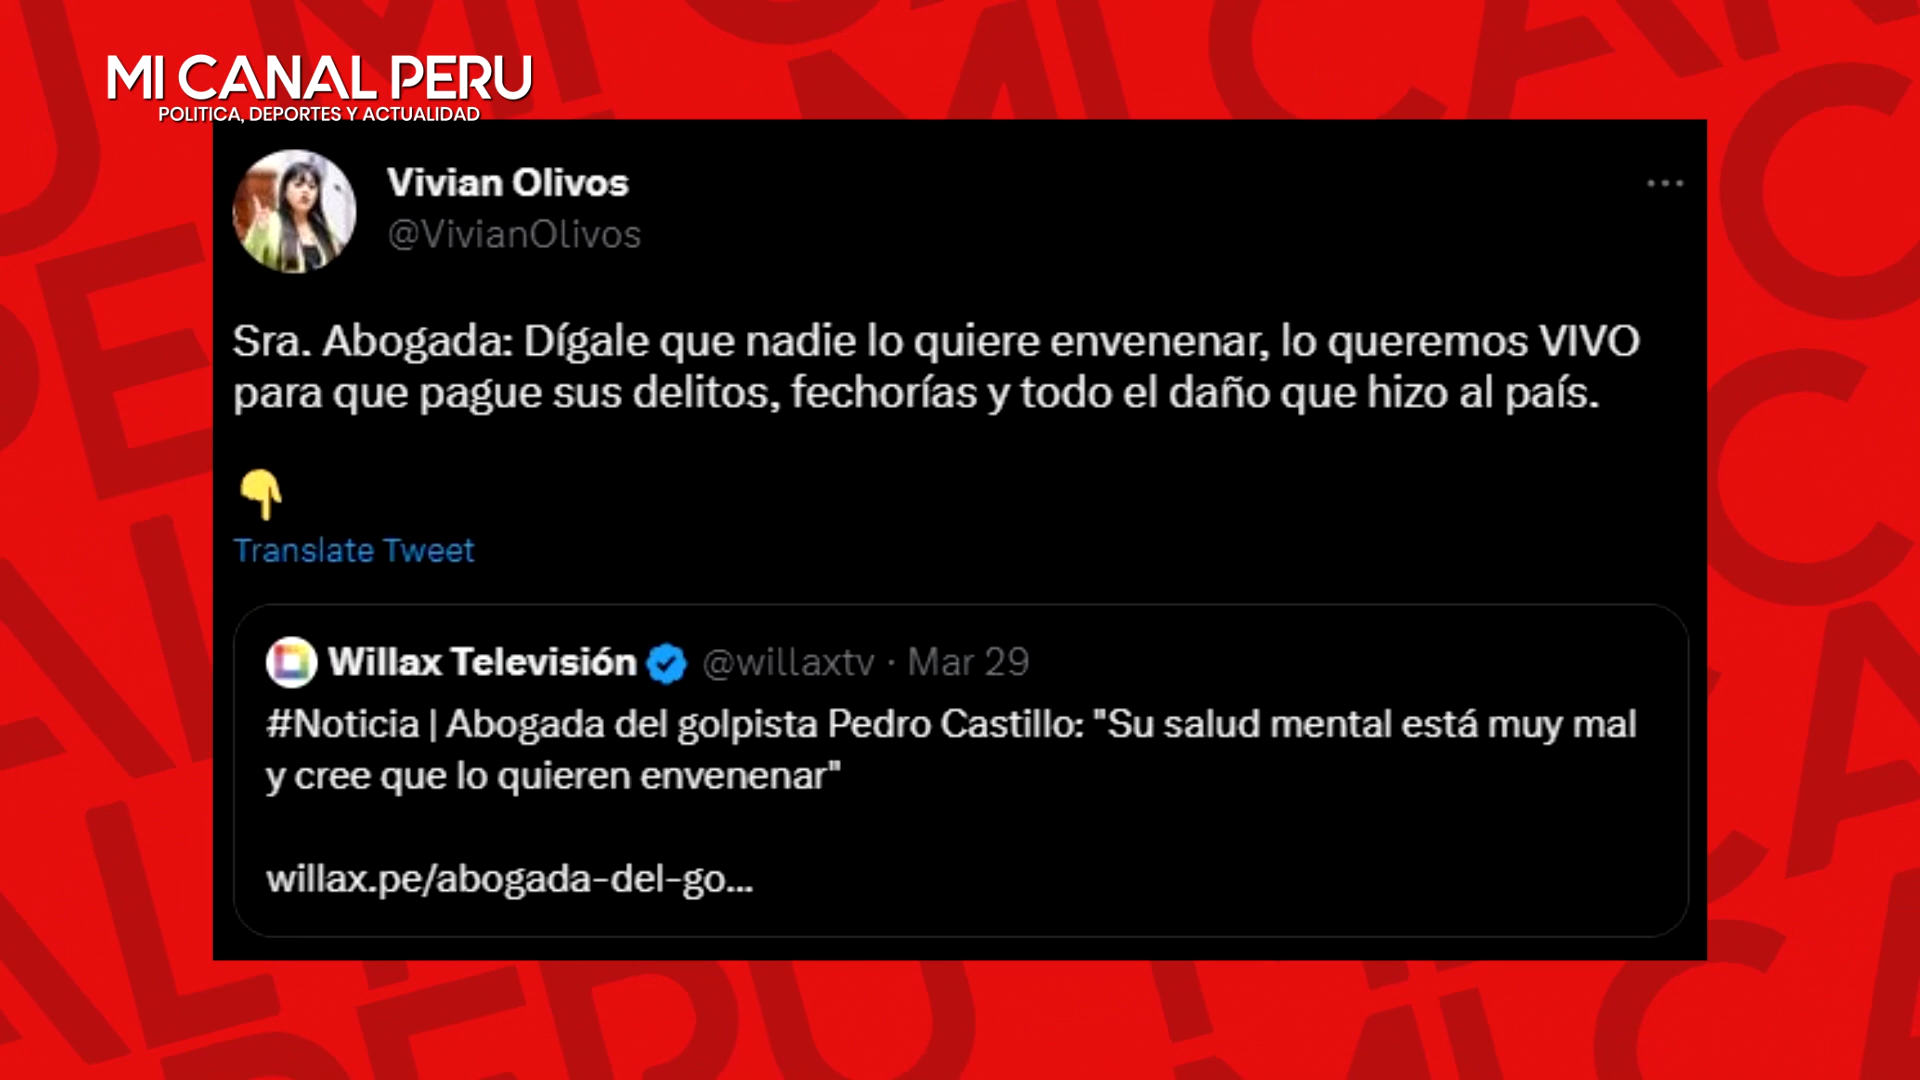 MI CANAL PERU
POLITICA, DEPORTES Y ACTUALIDAD
Vivian Olivos
@VivianOlivos
Sra. Abogada: Dígale que nadie lo quiere envenenar, lo queremos VIVO
para que pague sus delitos, fechorías y todo el daño que hizo al país.
Translate Tweet
Willax Televisión @willaxtv · Mar 29
#Noticia | Abogada del golpista Pedro Castillo: "Su salud mental está muy mal
y cree que lo quieren envenenar"
willax.pe/abogada-del-go...